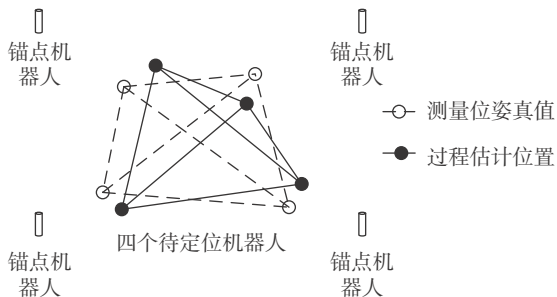 锚点机
器人
锚点机
器人
测量位姿真值
过程估计位置
四个待定位机器人
锚点机
器人
锚点机
器人